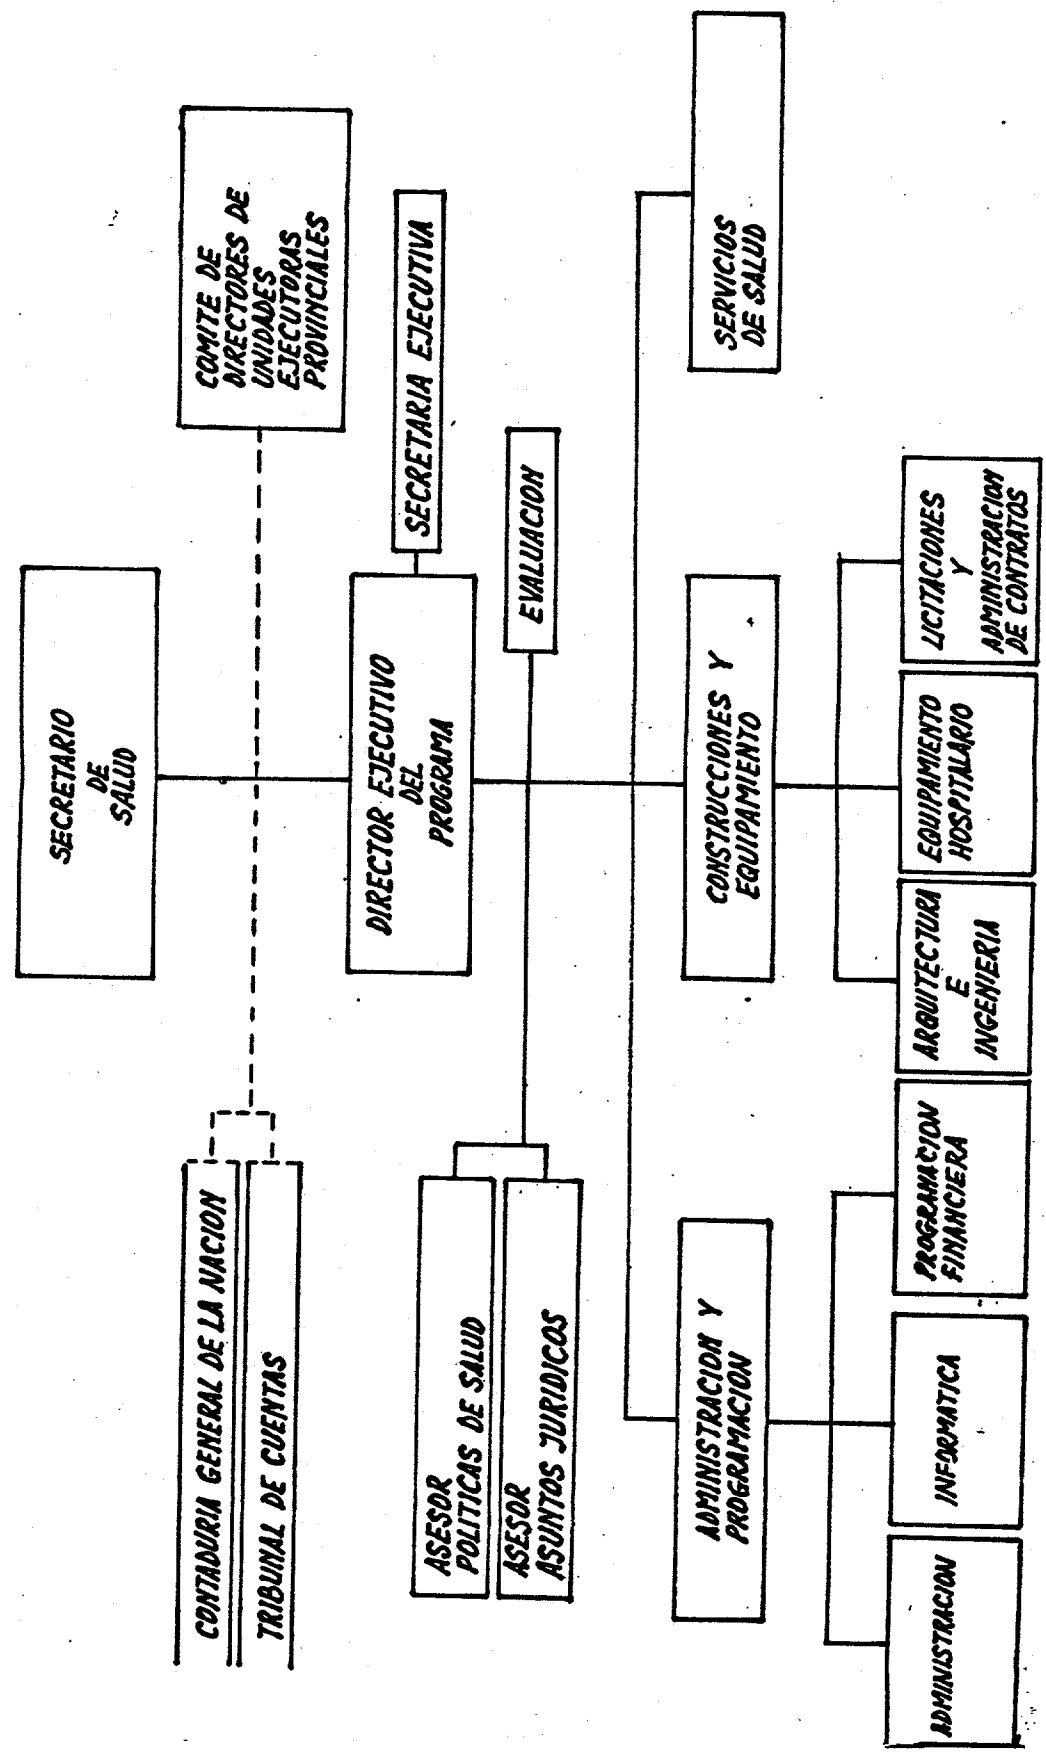 SECRETARIO
DE
SALUD
CONTADURIA GENERAL DE LA NACION
TRIBUNAL DE CUENTAS
COMITE DE
DIRECTORES DE
UNIDADES
EJECUTORAS
PROVINCIALES
DIRECTOR EJECUTIVO
DEL
PROGRAMA
SECRETARIA EJECUTIVA
ASESOR
POLITICAS DE SALUD
ASESOR
ASUNTOS JURIDICOS
EVALUACION
ADMINISTRACION Y
PROGRAMACION
CONSTRUCCIONES Y
EQUIPAMIENTO
SERVICIOS
DE SALUD
ADMINISTRACION
INFORMATICA
PROGRAMACION
FINANCIERA
ARQUITECTURA
E
INGENIERIA
EQUIPAMIENTO
HOSPITALARIO
LICITACIONES
Y
ADMINISTRACION
DE CONTRATOS